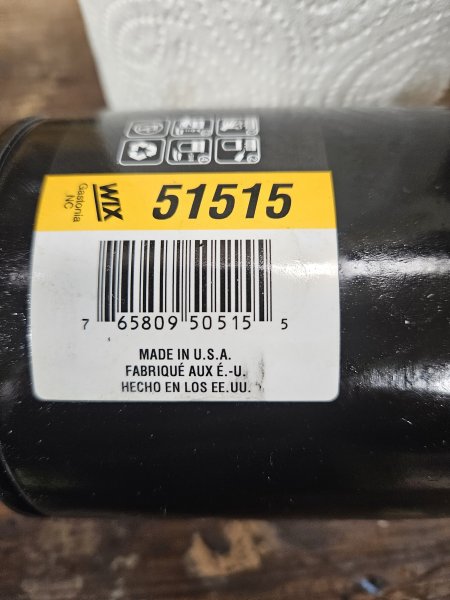 WIX
Gastonia
NC
51515
7 65809 50515 5
MADE IN U.S.A.
FABRIQUÉ AUX É.-U.
HECHO EN LOS EE.UU.